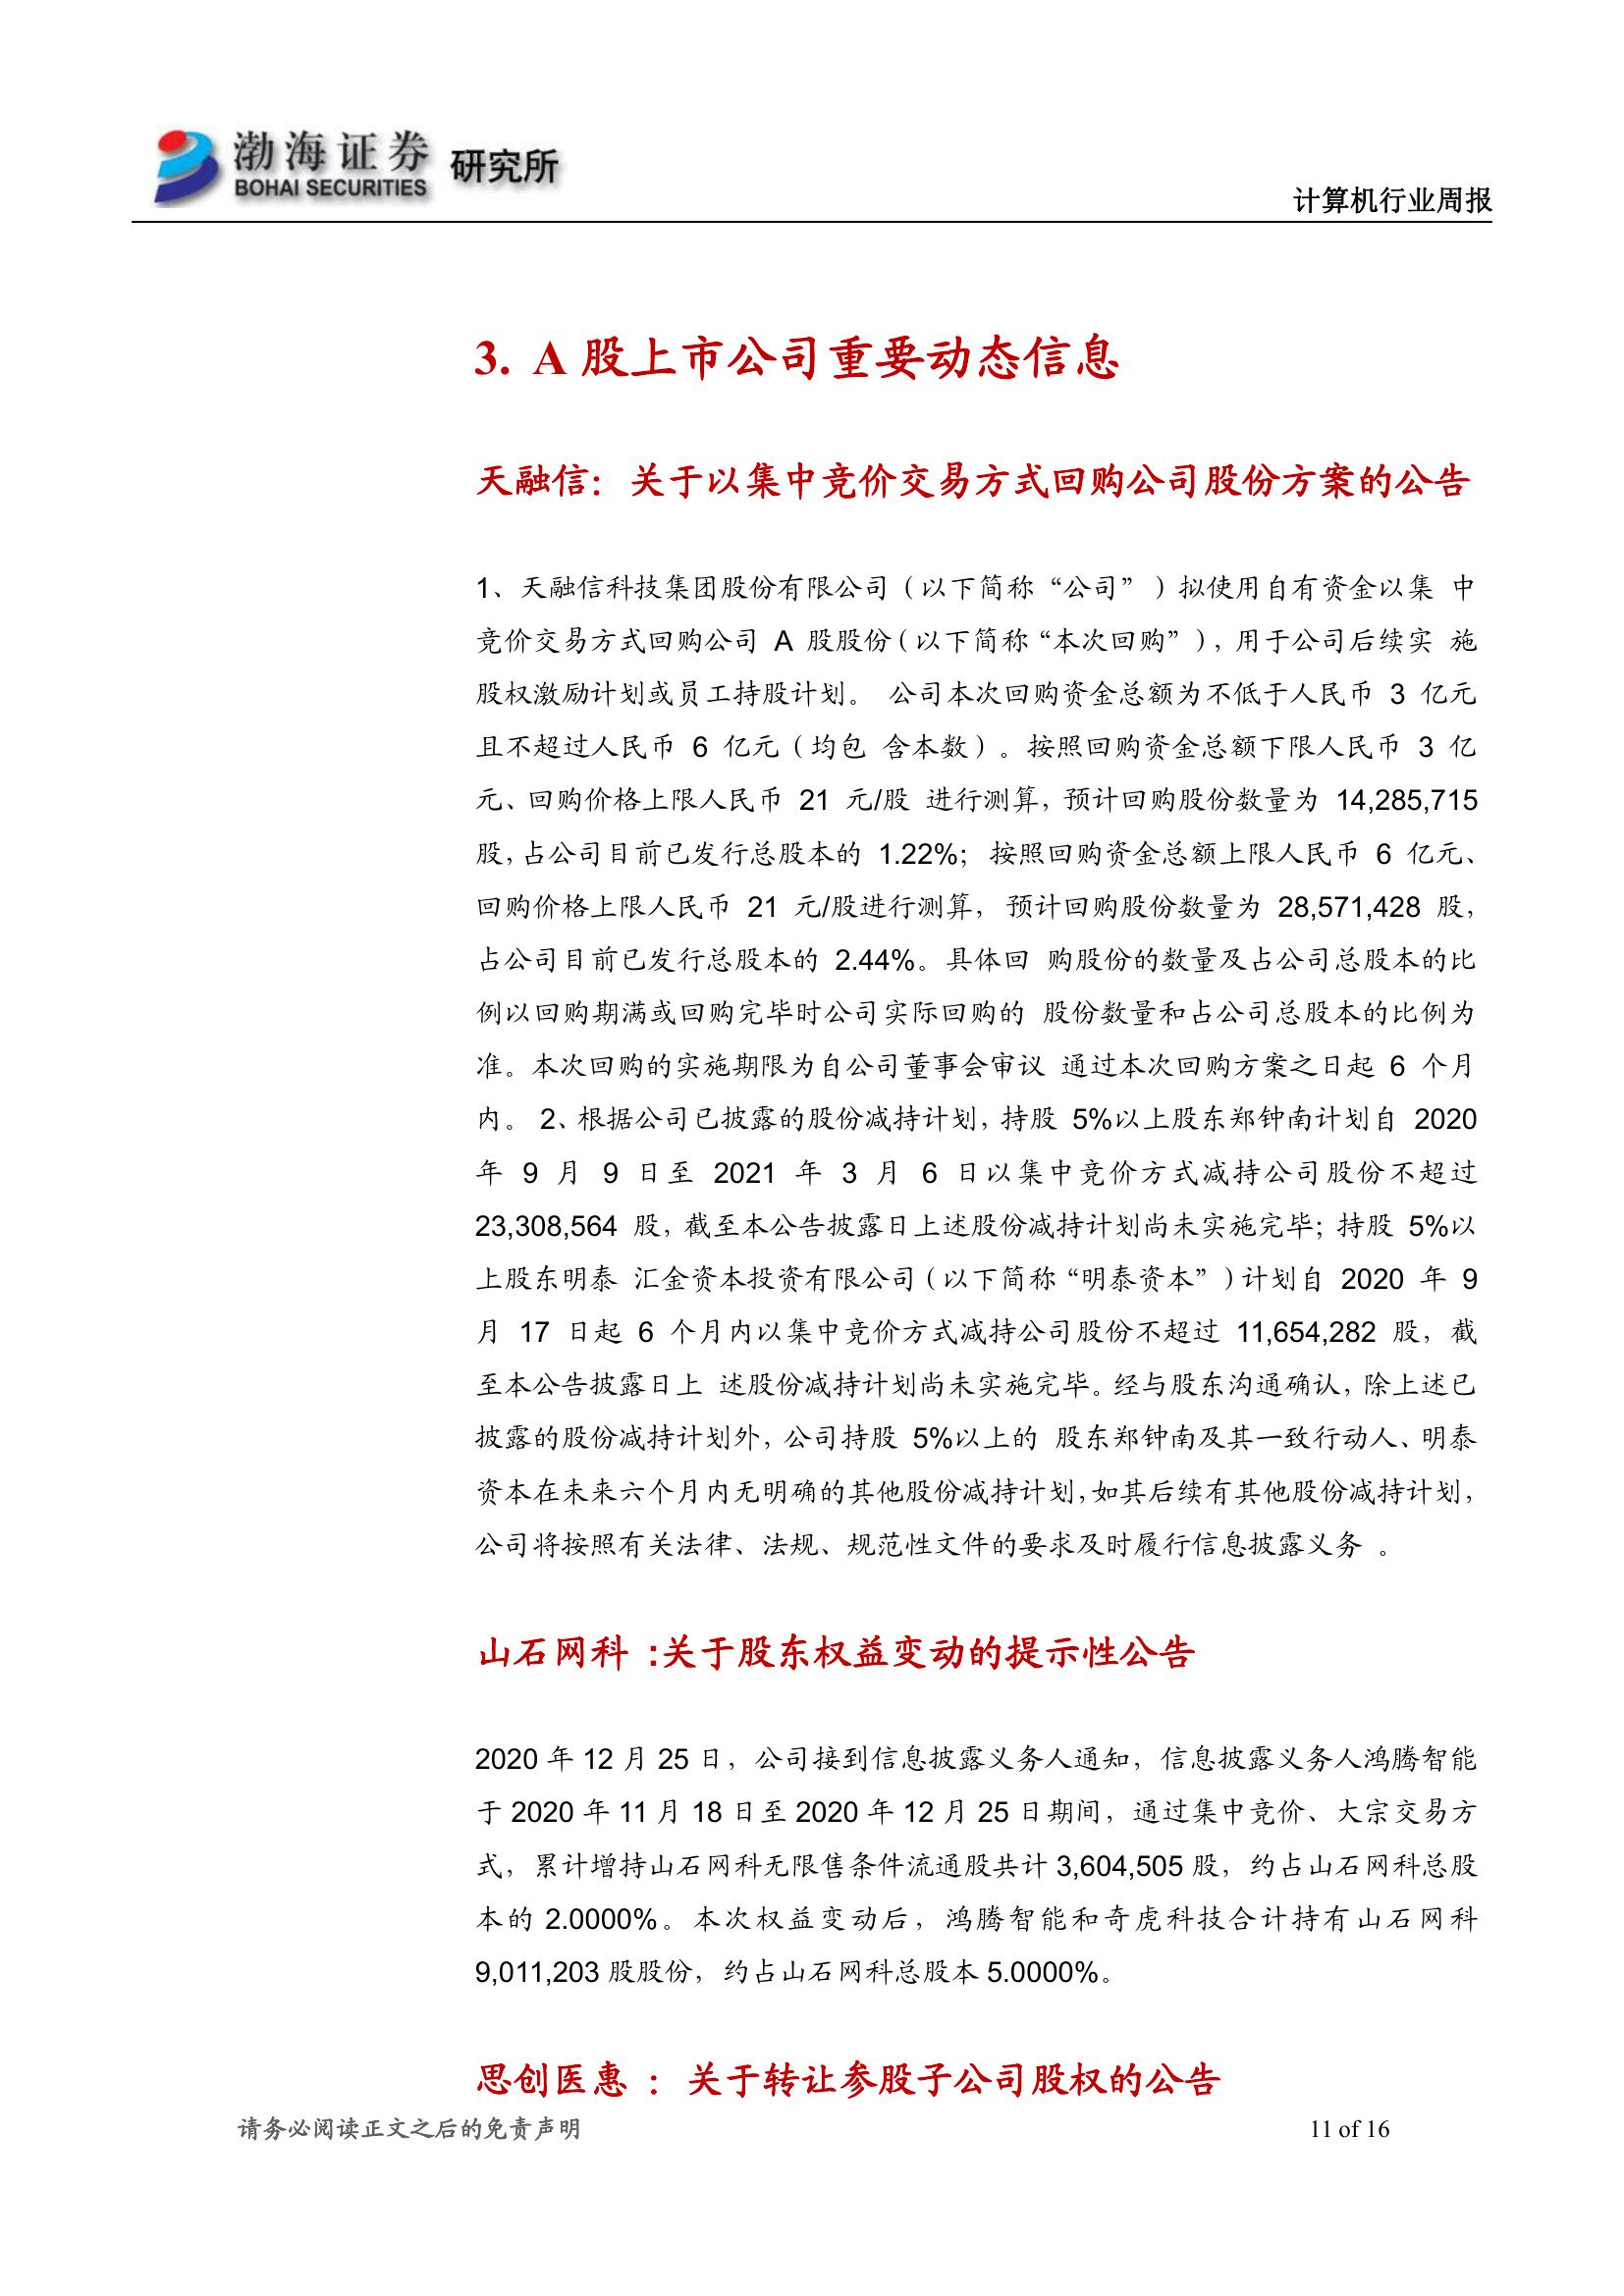 渤海证券 研究所
BOHAI SECURITIES
计算机行业周报
3. A 股上市公司重要动态信息
天融信：关于以集中竞价交易方式回购公司股份方案的公告
1、天融信科技集团股份有限公司（以下简称“公司”）拟使用自有资金以集 中
竞价交易方式回购公司 A 股股份（以下简称“本次回购”），用于公司后续实 施
股权激励计划或员工持股计划。 公司本次回购资金总额为不低于人民币 3 亿元
且不超过人民币 6 亿元（均包 含本数）。按照回购资金总额下限人民币 3 亿
元、回购价格上限人民币 21 元/股 进行测算，预计回购股份数量为 14,285,715
股，占公司目前已发行总股本的 1.22%； 按照回购资金总额上限人民币 6 亿元、
回购价格上限人民币 21 元/股进行测算， 预计回购股份数量为 28,571,428 股，
占公司目前已发行总股本的 2.44%。具体回 购股份的数量及占公司总股本的比
例以回购期满或回购完毕时公司实际回购的 股份数量和占公司总股本的比例为
准。本次回购的实施期限为自公司董事会审议 通过本次回购方案之日起 6 个月
内。 2、根据公司已披露的股份减持计划，持股 5%以上股东郑钟南计划自 2020
年 9 月 9 日至 2021 年 3 月 6 日以集中竞价方式减持公司股份不超过
23,308,564 股，截至本公告披露日上述股份减持计划尚未实施完毕；持股 5%以
上股东明泰 汇金资本投资有限公司（以下简称“明泰资本”）计划自 2020 年 9
月 17 日起 6 个月内以集中竞价方式减持公司股份不超过 11,654,282 股，截
至本公告披露日上 述股份减持计划尚未实施完毕。经与股东沟通确认，除上述已
披露的股份减持计划外，公司持股 5%以上的 股东郑钟南及其一致行动人、明泰
资本在未来六个月内无明确的其他股份减持计划，如其后续有其他股份减持计划，
公司将按照有关法律、法规、规范性文件的要求及时履行信息披露义务 。
山石网科 :关于股东权益变动的提示性公告
2020 年 12 月 25 日，公司接到信息披露义务人通知，信息披露义务人鸿腾智能
于 2020 年 11 月 18 日至 2020 年 12 月 25 日期间，通过集中竞价、大宗交易方
式，累计增持山石网科无限售条件流通股共计 3,604,505 股，约占山石网科总股
本的 2.0000%。本次权益变动后，鸿腾智能和奇虎科技合计持有山石网科
9,011,203 股股份，约占山石网科总股本 5.0000%。
思创医惠 ： 关于转让参股子公司股权的公告
请务必阅读正文之后的免责声明
11 of 16